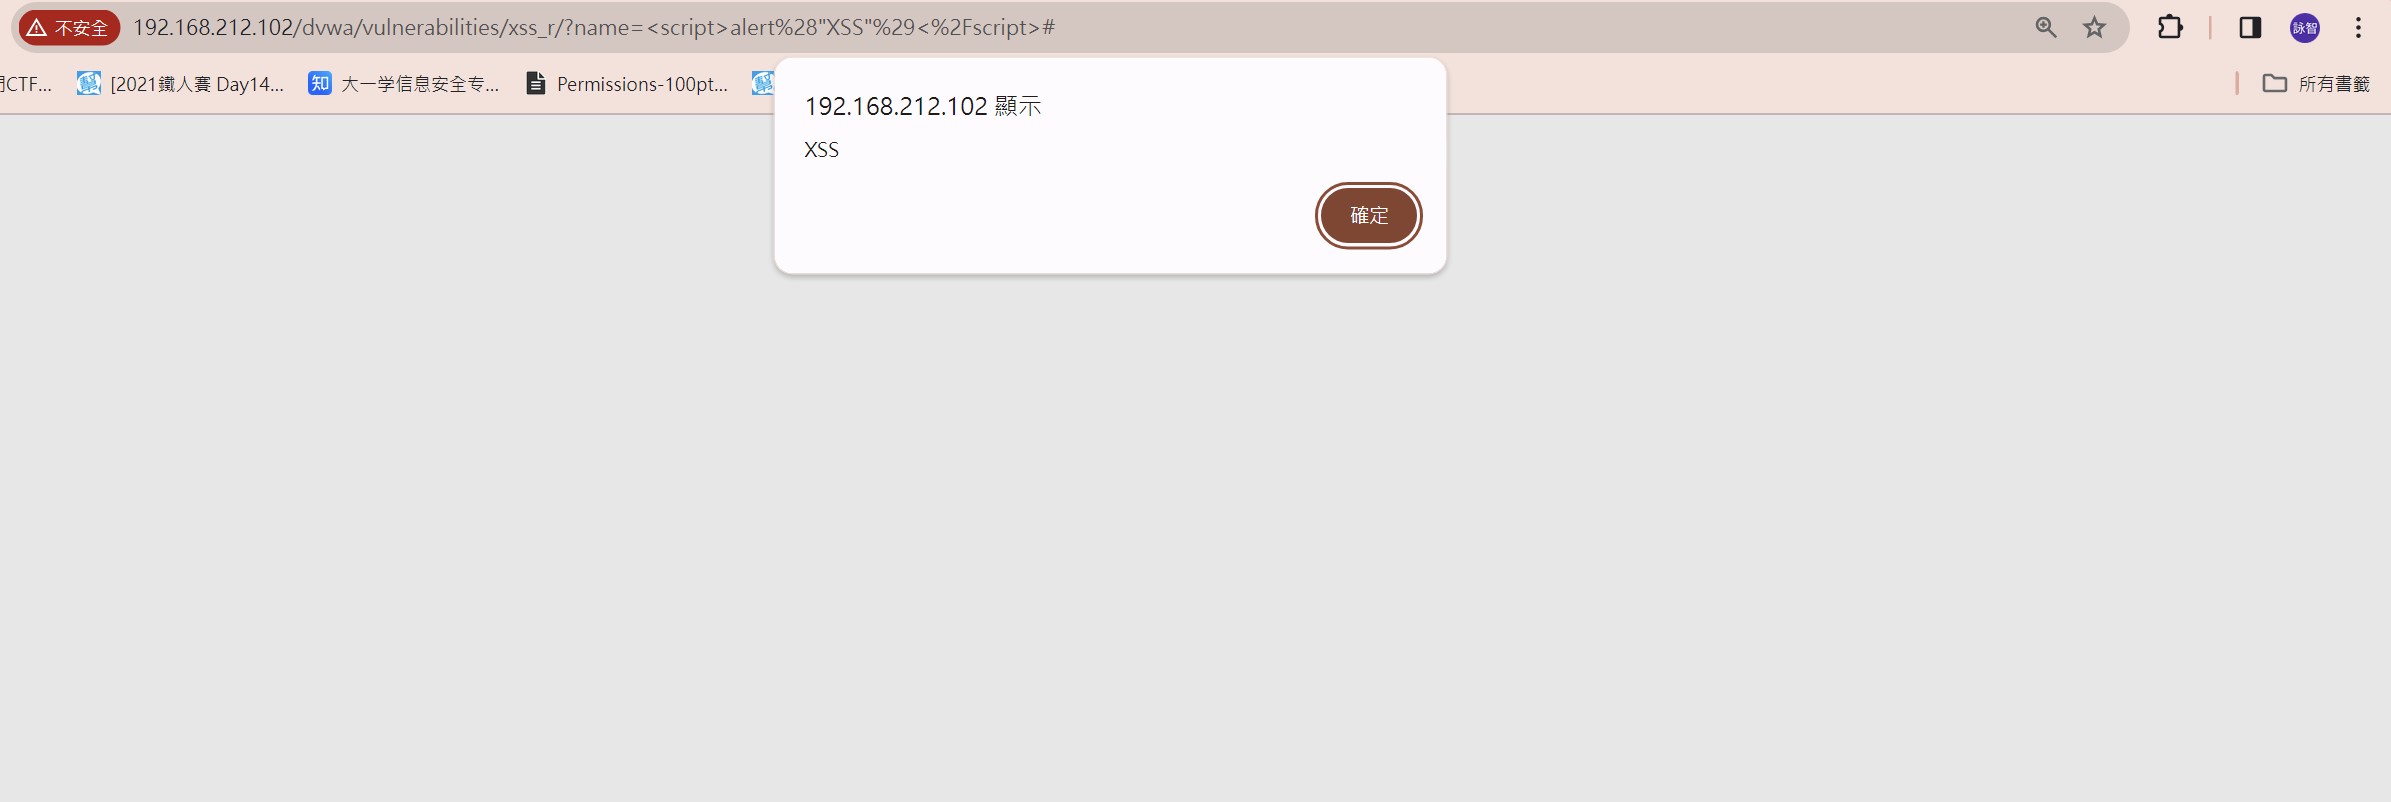 不安全 192.168.212.102/dvwa/vulnerabilities/xss_r/?name=<script>alert%28"XSS"%29<%2Fscript># 詠智
CTF... [2021鐵人賽 Day14... 知 大一学信息安全专... Permissions-100pt... 所有書籤
192.168.212.102 顯示
XSS
確定